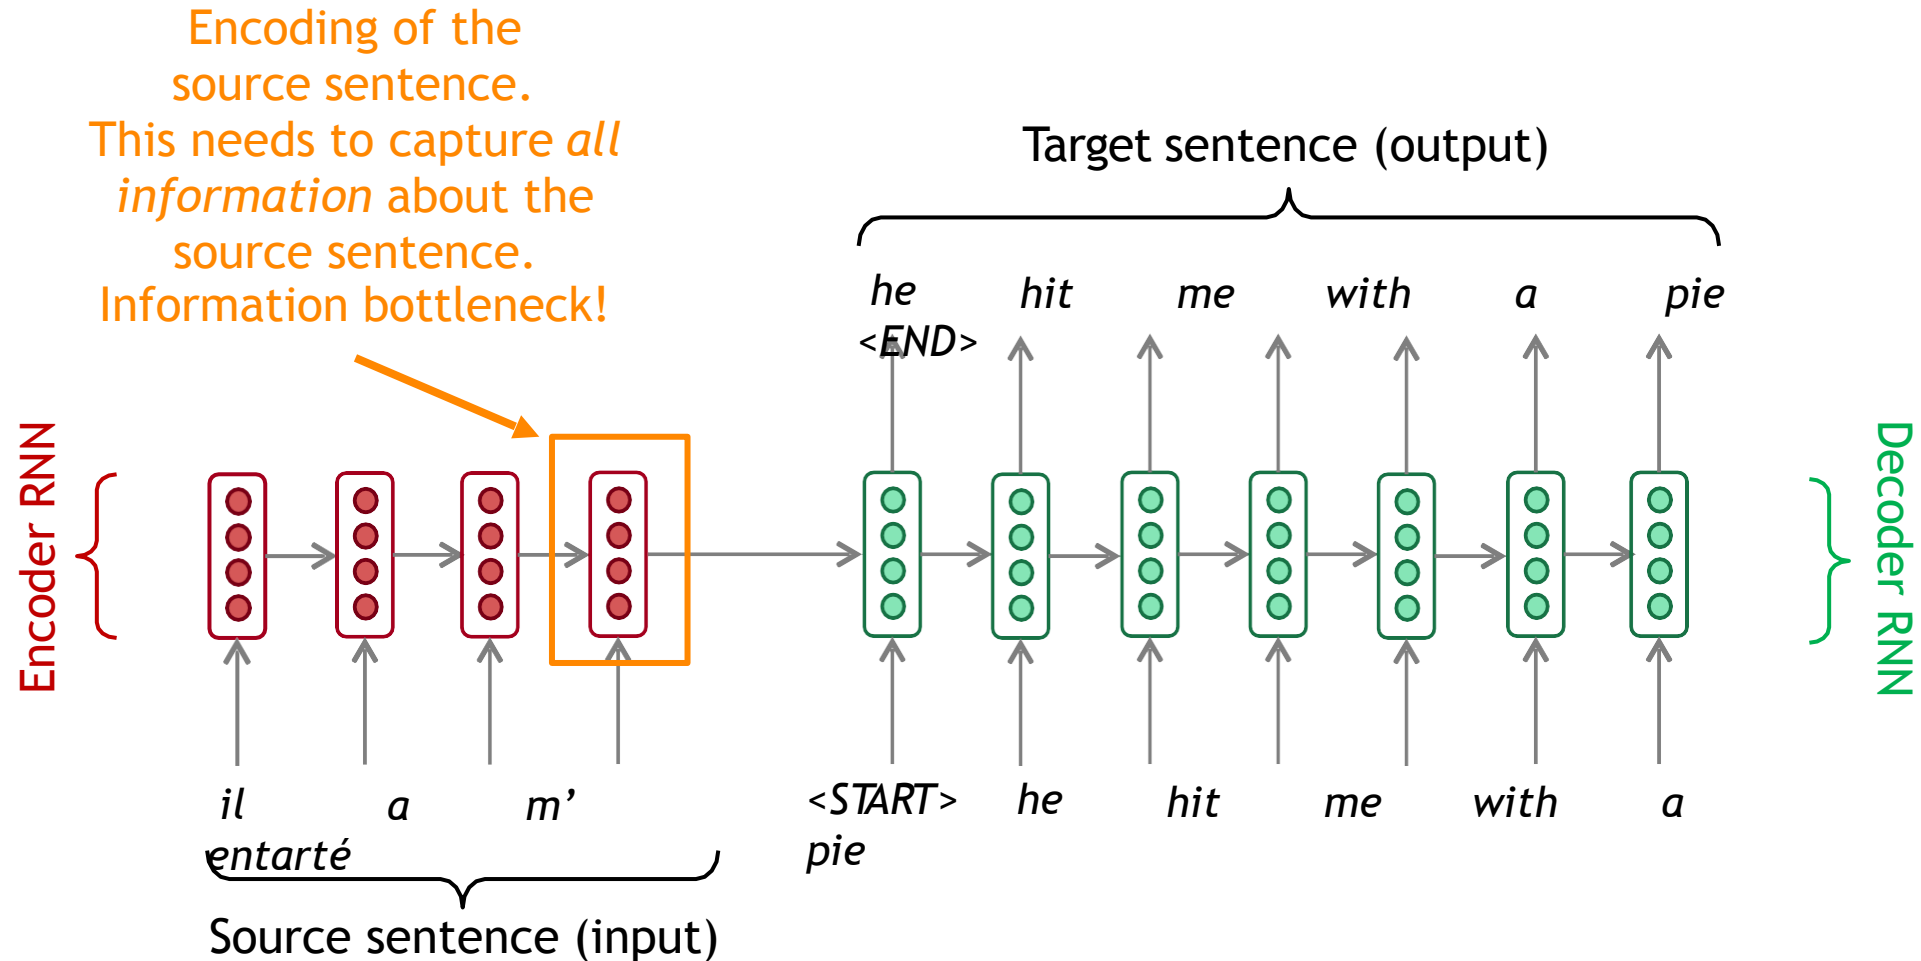 Encoding of the
source sentence.
This needs to capture all
information about the
source sentence.
Information bottleneck!
Target sentence (output)
he hit me with a pie
<END>
Encoder RNN
Decoder RNN
il a m’
entarté
<START> he hit me with a
pie
Source sentence (input)